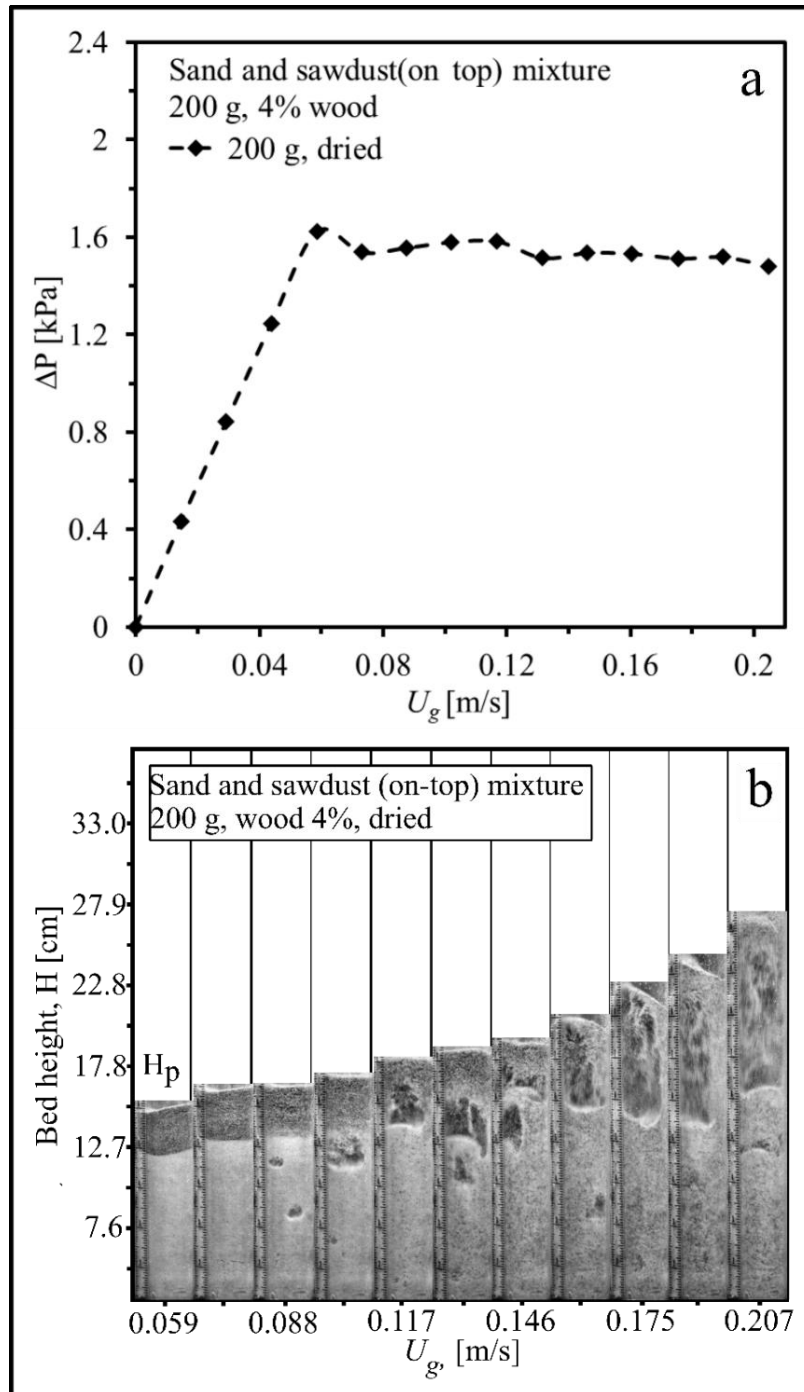 2.4
2
1.6
1.2
0.8
0.4
0
ΔP [kPa]
Sand and sawdust(on top) mixture
200 g, 4% wood
200 g, dried
a
0 0.04 0.08 0.12 0.16 0.2
Ug [m/s]
Sand and sawdust (on-top) mixture
200 g, wood 4%, dried
b
33.0
27.9
22.8
17.8
12.7
7.6
Bed height, H [cm]
Hp
0.059 0.088 0.117 0.146 0.175 0.207
Ug, [m/s]